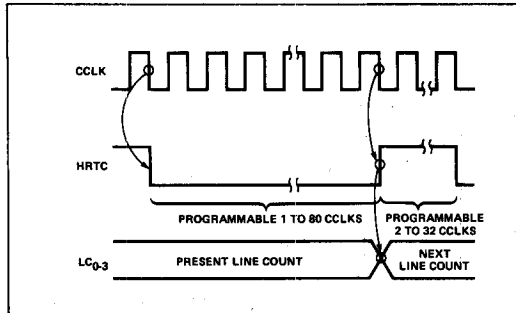 CCLK
HRTC
PROGRAMMABLE 1 TO 80 CCLKS
PROGRAMMABLE
2 TO 32 CCLKS
LC0-3
PRESENT LINE COUNT
NEXT
LINE COUNT